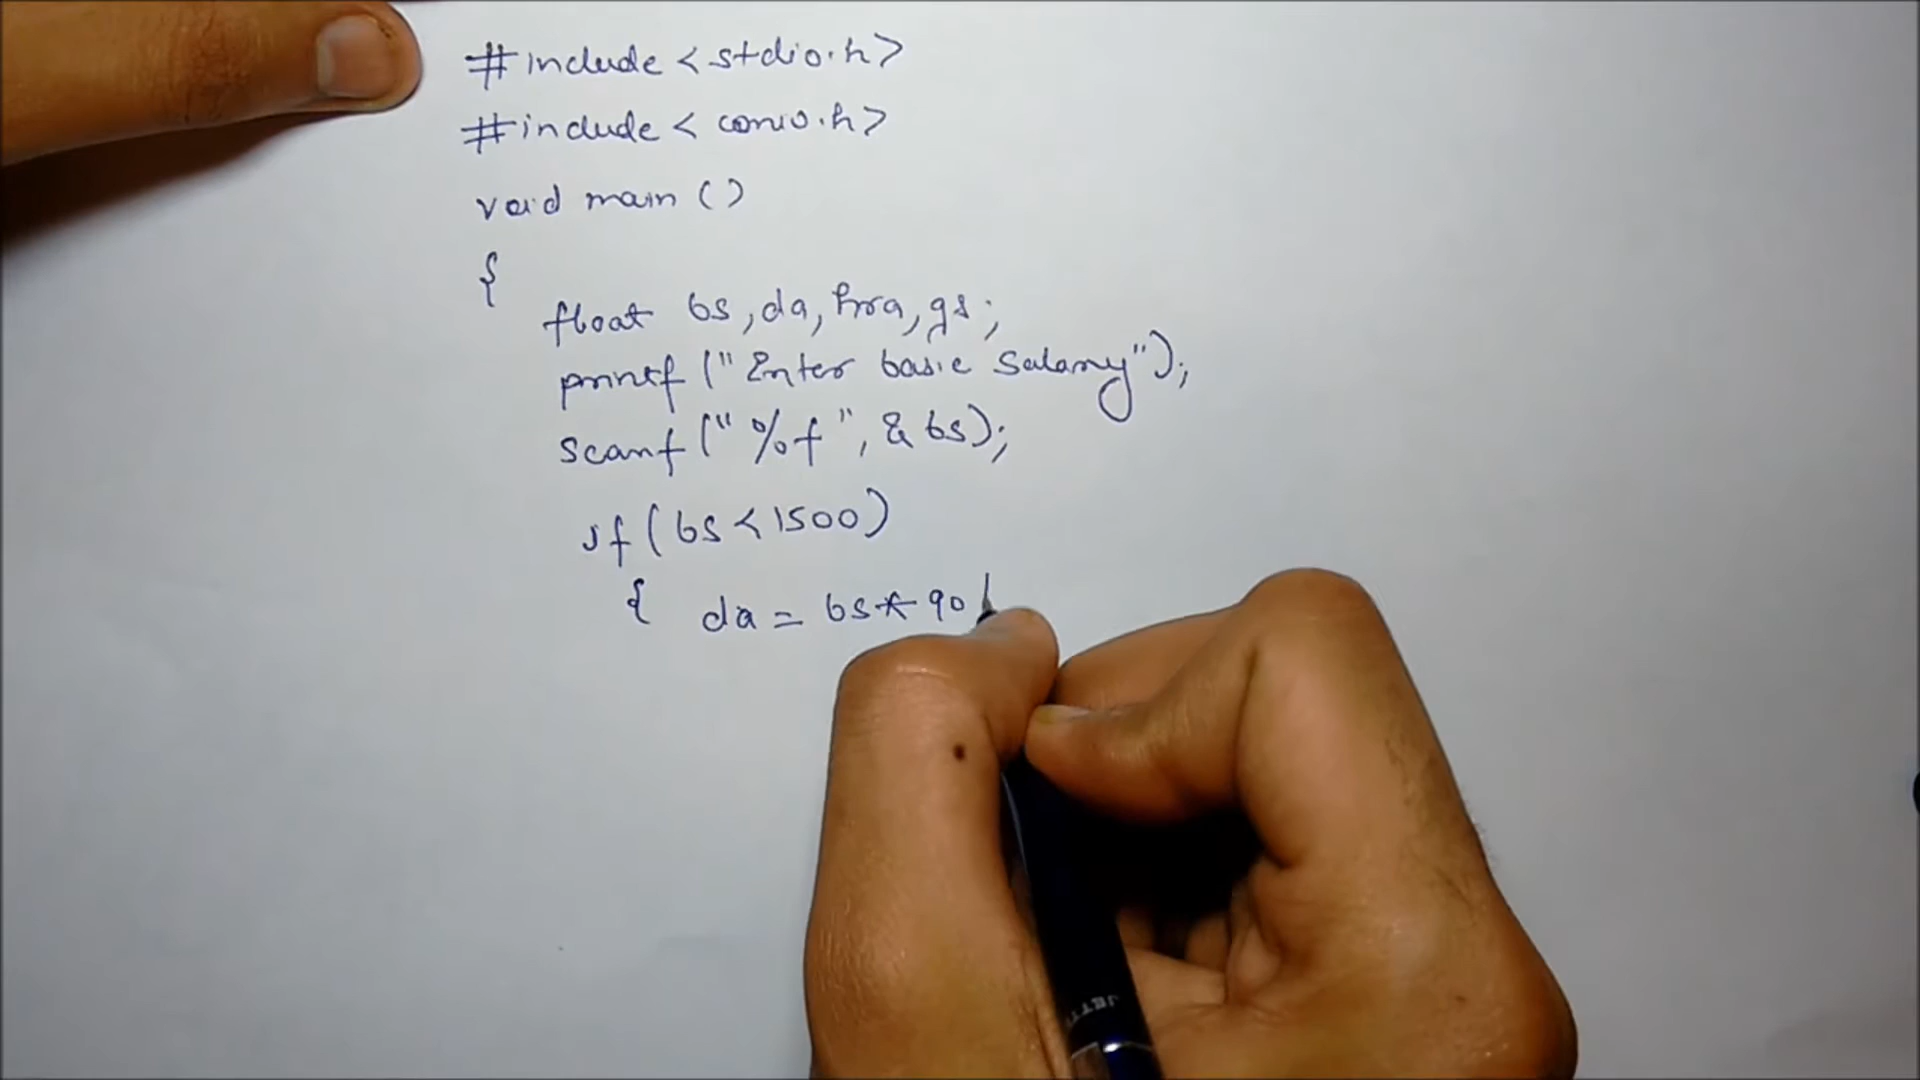 #include <stdio.h>
#include <conio.h>
void main ()
{
float bs, da, hra, gs;
printf ("Enter basic Salary");
scanf ("%f", & bs);
if (bs < 1500)
{ da = bs * 90 /